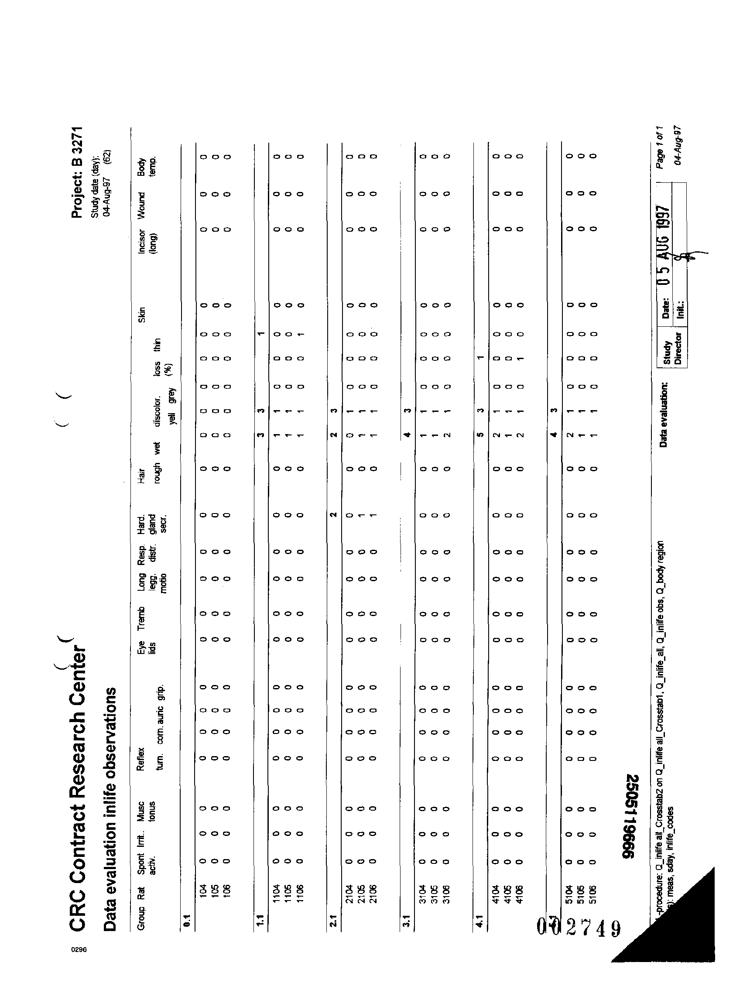 CRC Contract Research Center
Project: B 3271
Data evaluation inlife observations
Study date (day):
04-Aug-97 (62)
Group Rat Spont Irrit. Musc Reflex Eye Tremb Long Resp Hard. Hair discolor. loss thin Skin Incisor Wound Body
activ. tonus turn. corn. auric grip. lids legg. distr. gland rough wet yell grey (%) (long) temp.
motio secr.
0.1
104 0 0 0 0 0 0 0 0 0 0 0 0 0 0 0 0 0 0 0 0 0 0
105 0 0 0 0 0 0 0 0 0 0 0 0 0 0 0 0 0 0 0 0 0 0
106 0 0 0 0 0 0 0 0 0 0 0 0 0 0 0 0 0 0 0 0 0 0
1.1 3 3 1
1104 0 0 0 0 0 0 0 0 0 0 0 0 0 1 1 0 0 0 0 0 0 0
1105 0 0 0 0 0 0 0 0 0 0 0 0 0 1 1 0 0 0 0 0 0 0
1106 0 0 0 0 0 0 0 0 0 0 0 0 0 1 1 0 0 1 0 0 0 0
2.1 2 2 3
2104 0 0 0 0 0 0 0 0 0 0 0 0 0 0 1 0 0 0 0 0 0 0
2105 0 0 0 0 0 0 0 0 0 0 0 1 0 1 1 0 0 0 0 0 0 0
2106 0 0 0 0 0 0 0 0 0 0 0 1 0 1 1 0 0 0 0 0 0 0
3.1 4 3
3104 0 0 0 0 0 0 0 0 0 0 0 0 0 1 1 0 0 0 0 0 0 0
3105 0 0 0 0 0 0 0 0 0 0 0 0 0 1 1 0 0 0 0 0 0 0
3106 0 0 0 0 0 0 0 0 0 0 0 0 0 2 1 0 0 0 0 0 0 0
4.1 5 3 1
4104 0 0 0 0 0 0 0 0 0 0 0 0 0 2 1 0 0 0 0 0 0 0
4105 0 0 0 0 0 0 0 0 0 0 0 0 0 1 1 0 0 0 0 0 0 0
4106 0 0 0 0 0 0 0 0 0 0 0 0 0 2 1 0 1 0 0 0 0 0
4 3
5104 0 0 0 0 0 0 0 0 0 0 0 0 0 2 1 0 0 0 0 0 0 0
5105 0 0 0 0 0 0 0 0 0 0 0 0 0 1 1 0 0 0 0 0 0 0
5106 0 0 0 0 0 0 0 0 0 0 0 0 0 1 1 0 0 0 0 0 0 0
2505119666
-procedure: Q_inlife all_Crosstab2 on Q_inlife all_Crosstab1, Q_inlife_all, Q_inlife obs, Q_body region
meas, sday, inlife_codes
Data evaluation:
Study Director
Date: 05 AUG 1997
Init.:
Page 1 of 1
04-Aug-97
0296
002749